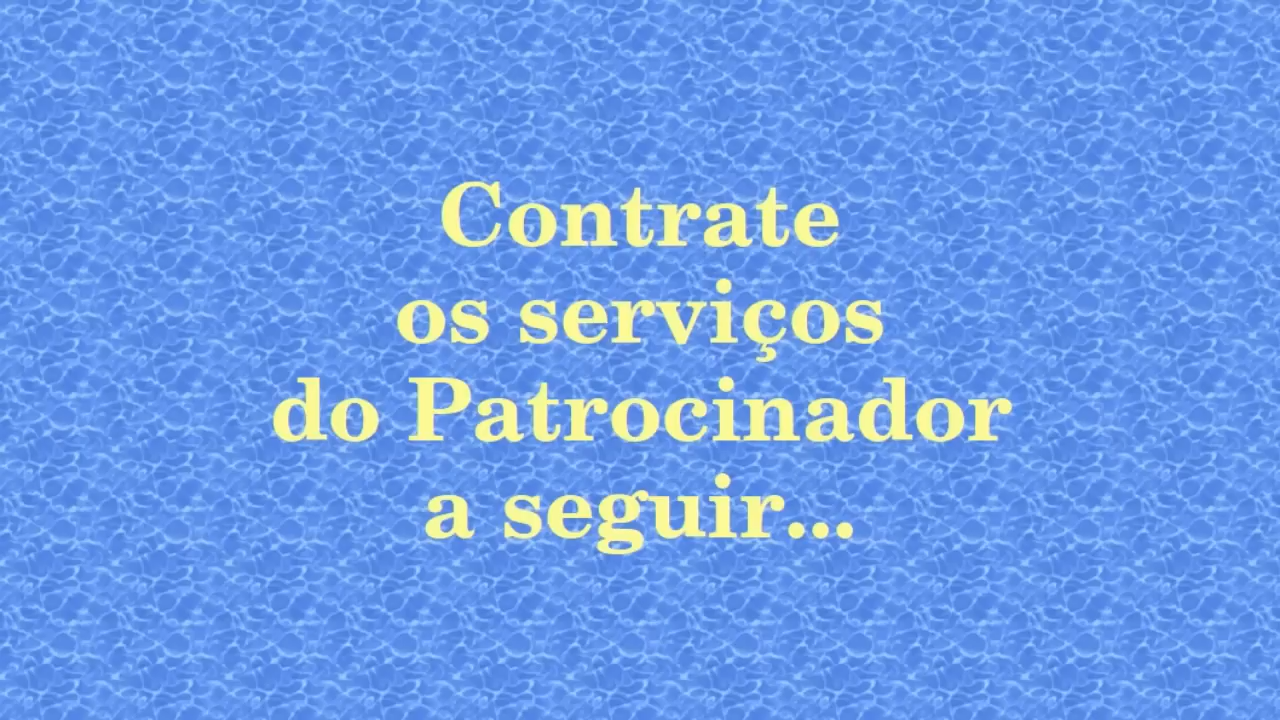 Contrate
os serviços
do Patrocinador
a seguir...